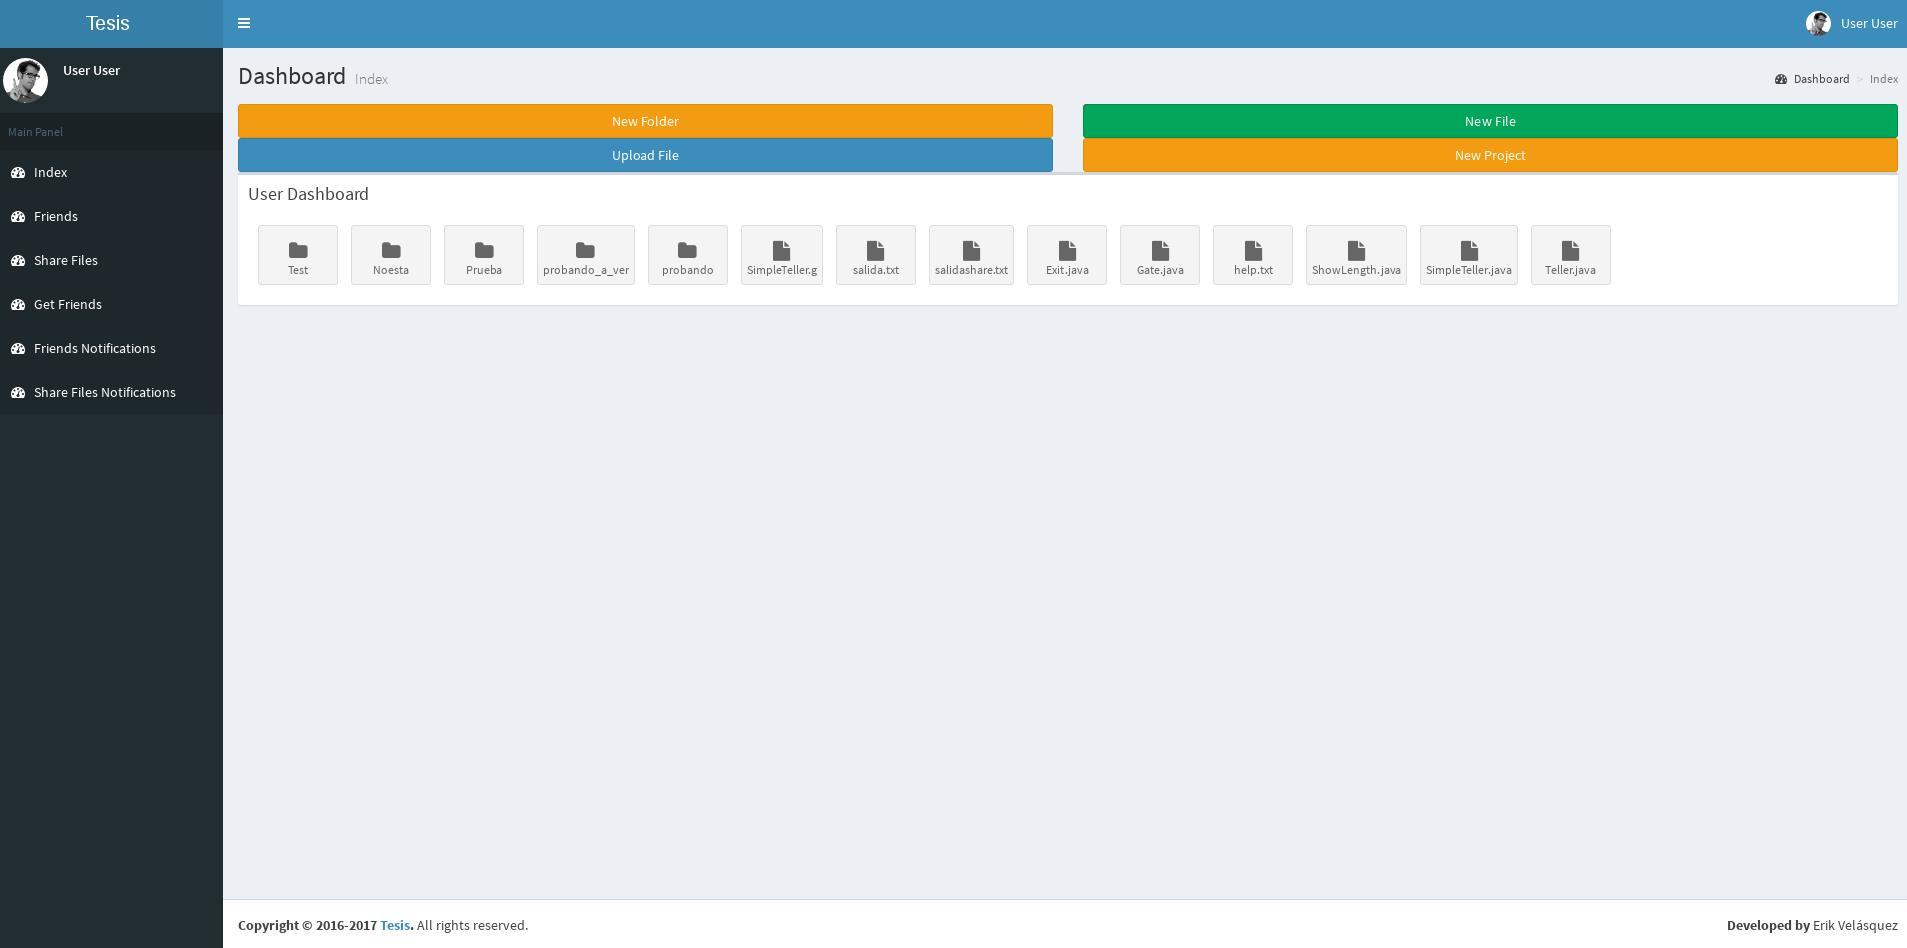 Tesis
User User
User User
Main Panel
Index
Friends
Share Files
Get Friends
Friends Notifications
Share Files Notifications
Dashboard Index
Dashboard > Index
New Folder
New File
Upload File
New Project
User Dashboard
Test
Noesta
Prueba
probando_a_ver
probando
SimpleTeller.g
salida.txt
salidashare.txt
Exit.java
Gate.java
help.txt
ShowLength.java
SimpleTeller.java
Teller.java
Copyright © 2016-2017 Tesis. All rights reserved.
Developed by Erik Velásquez